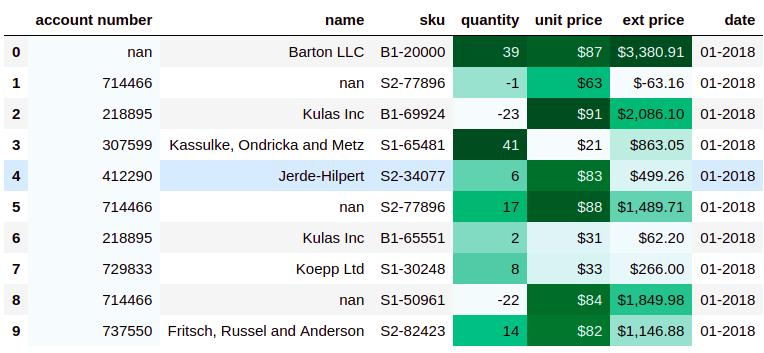 account number name sku quantity unit price ext price date
0 nan Barton LLC B1-20000 39 $87 $3,380.91 01-2018
1 714466 nan S2-77896 -1 $63 $-63.16 01-2018
2 218895 Kulas Inc B1-69924 -23 $91 $2,086.10 01-2018
3 307599 Kassulke, Ondricka and Metz S1-65481 41 $21 $863.05 01-2018
4 412290 Jerde-Hilpert S2-34077 6 $83 $499.26 01-2018
5 714466 nan S2-77896 17 $88 $1,489.71 01-2018
6 218895 Kulas Inc B1-65551 2 $31 $62.20 01-2018
7 729833 Koepp Ltd S1-30248 8 $33 $266.00 01-2018
8 714466 nan S1-50961 -22 $84 $1,849.98 01-2018
9 737550 Fritsch, Russel and Anderson S2-82423 14 $82 $1,146.88 01-2018